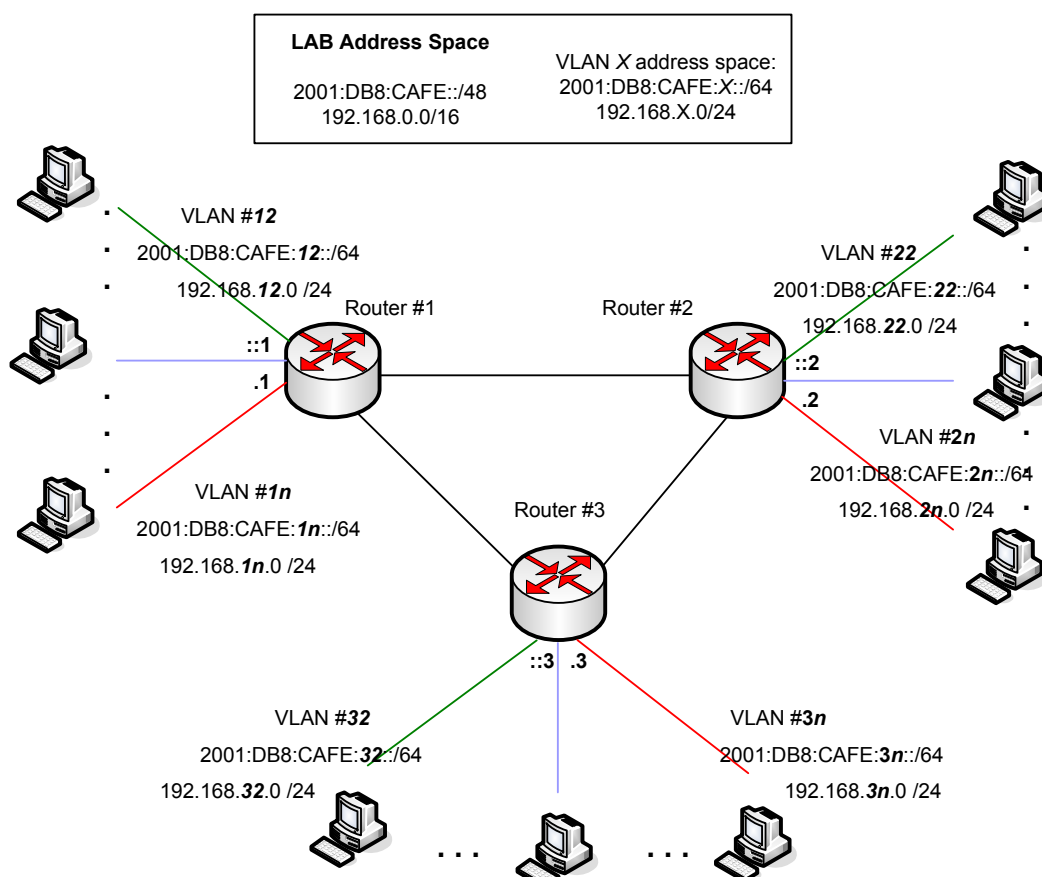 LAB Address Space
2001:DB8:CAFE::/48
192.168.0.0/16
VLAN X address space:
2001:DB8:CAFE:X::/64
192.168.X.0/24
VLAN #12
2001:DB8:CAFE:12::/64
192.168.12.0 /24
Router #1
::1
.1
VLAN #1n
2001:DB8:CAFE:1n::/64
192.168.1n.0 /24
Router #2
VLAN #22
2001:DB8:CAFE:22::/64
192.168.22.0 /24
::2
.2
VLAN #2n
2001:DB8:CAFE:2n::/64
192.168.2n.0 /24
Router #3
::3 .3
VLAN #32
2001:DB8:CAFE:32::/64
192.168.32.0 /24
VLAN #3n
2001:DB8:CAFE:3n::/64
192.168.3n.0 /24
. . .
. . .